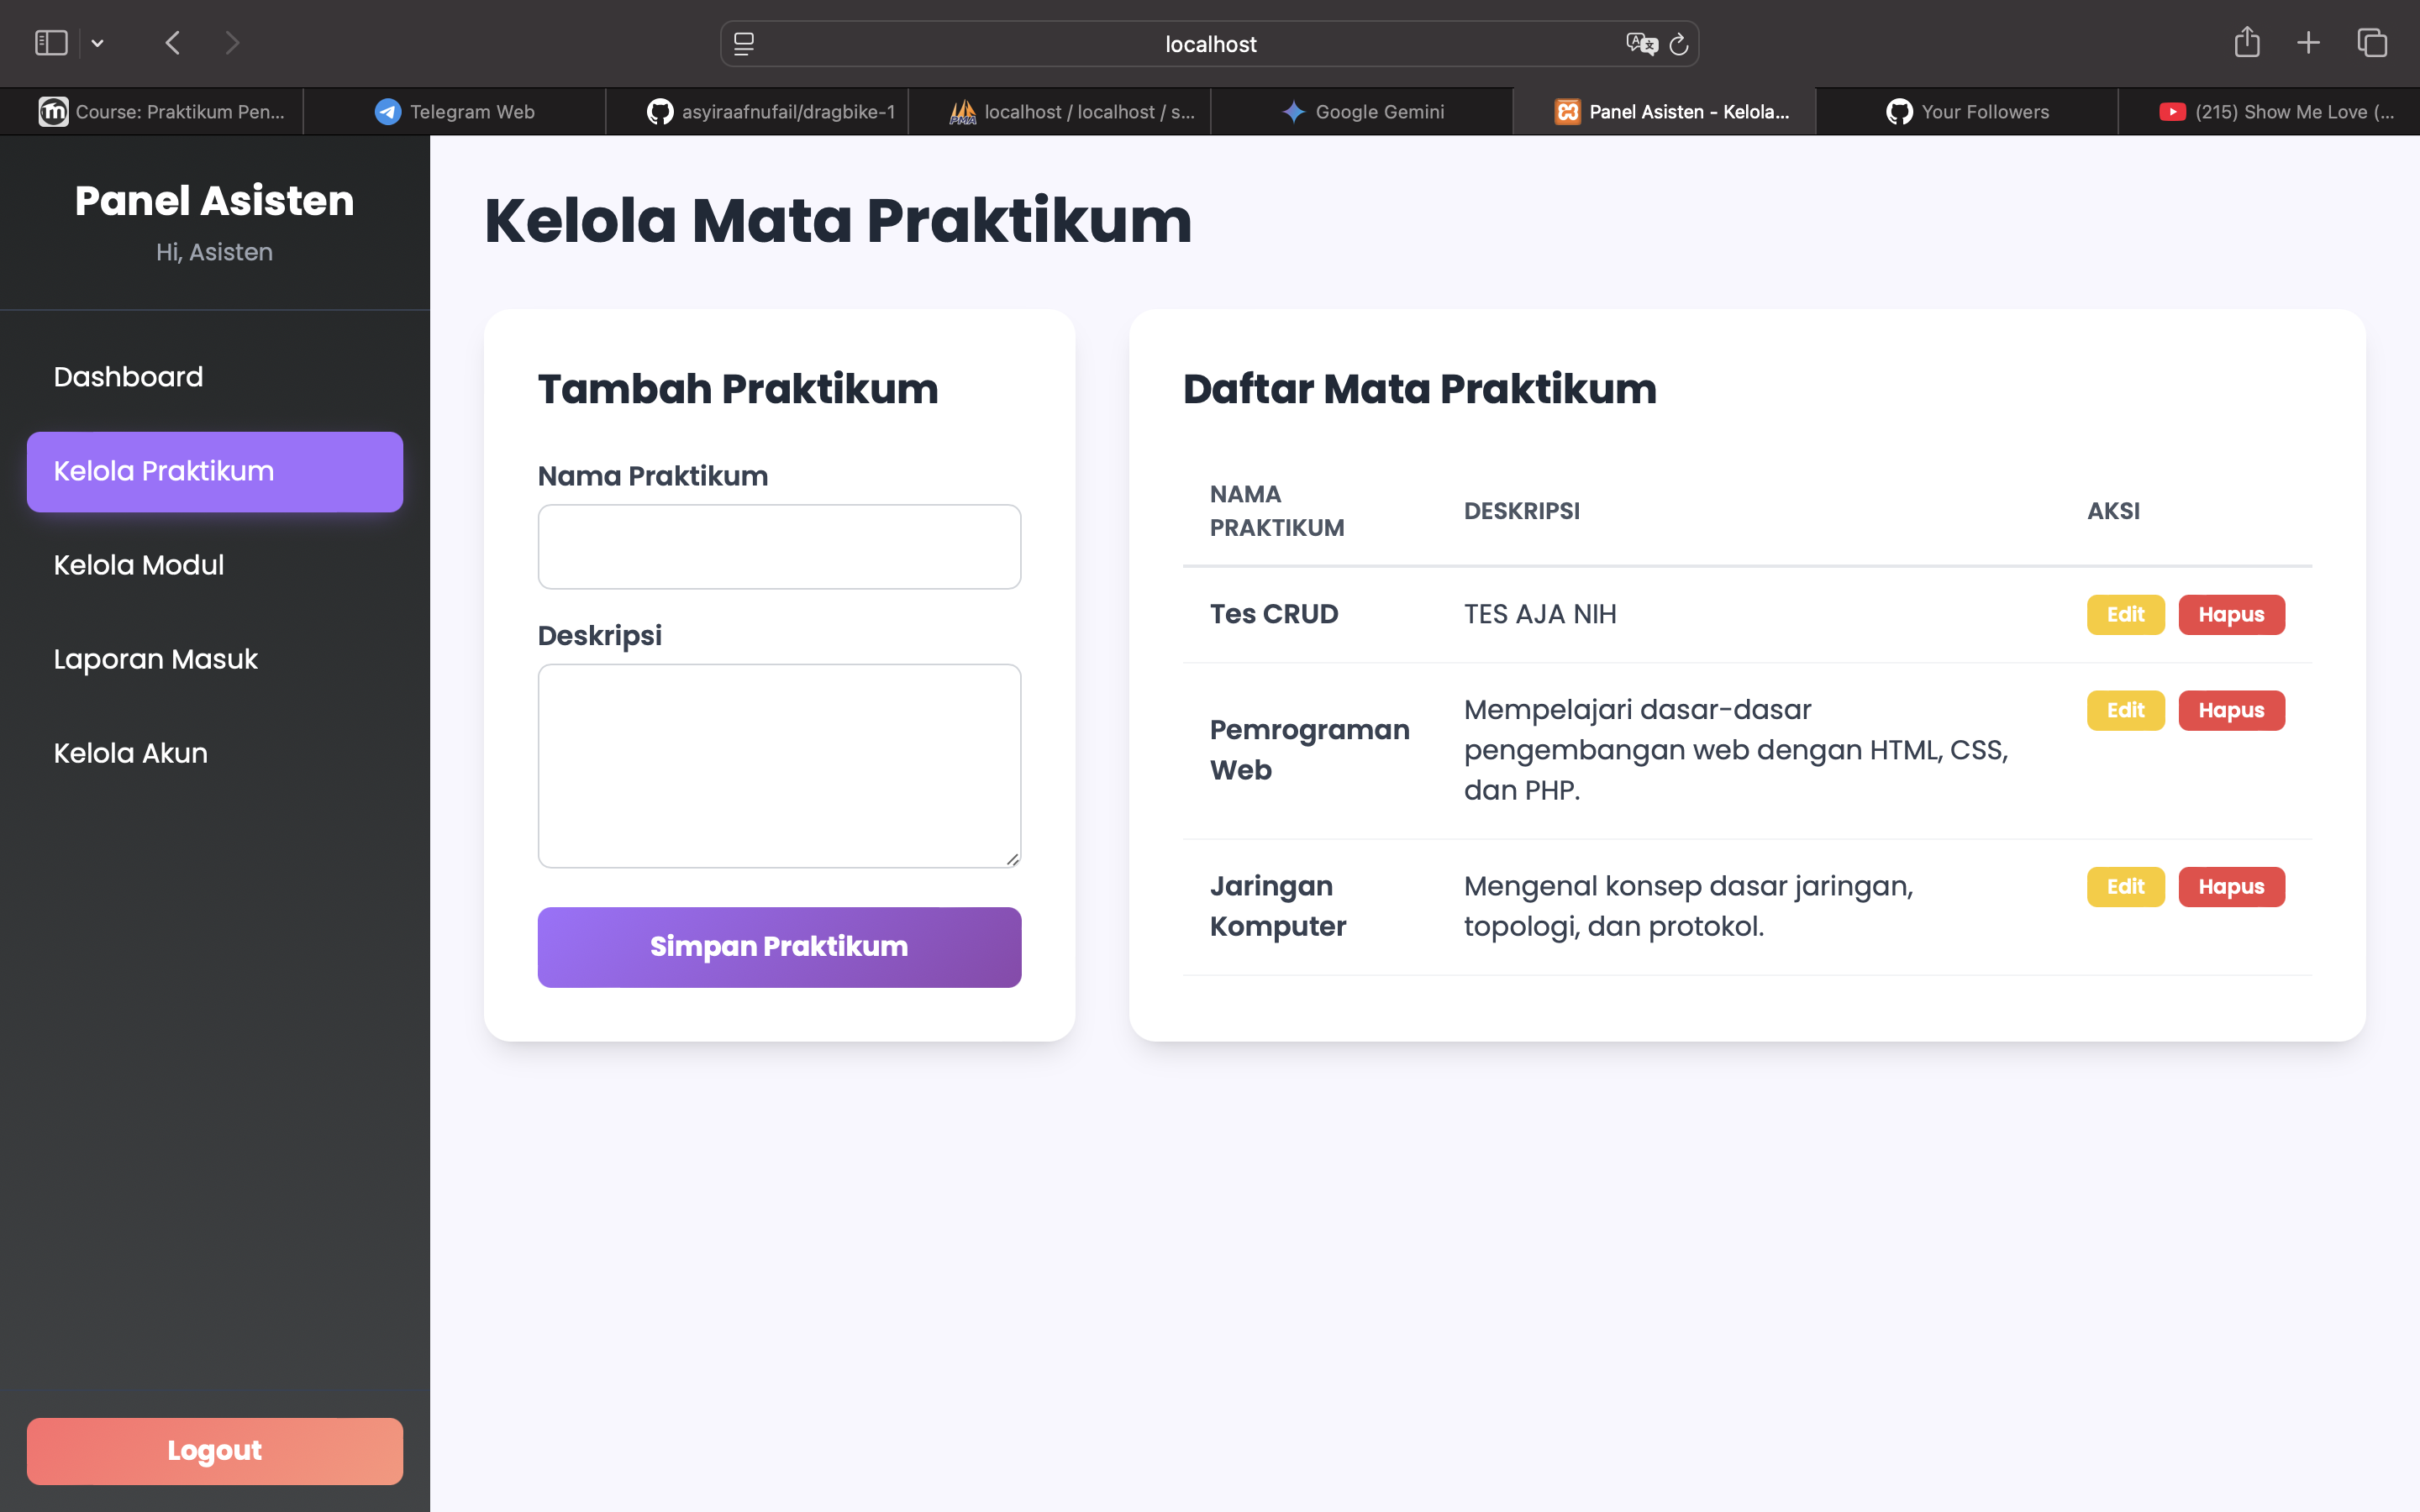 localhost
Course: Praktikum Pen...
Telegram Web
asyiraafnufail/dragbike-1
localhost / localhost / s...
Google Gemini
Panel Asisten - Kelola...
Your Followers
(215) Show Me Love (...
Panel Asisten
Hi, Asisten
Dashboard
Kelola Praktikum
Kelola Modul
Laporan Masuk
Kelola Akun
Logout
Kelola Mata Praktikum
Tambah Praktikum
Nama Praktikum
Deskripsi
Simpan Praktikum
Daftar Mata Praktikum
NAMA
PRAKTIKUM
DESKRIPSI
AKSI
Tes CRUD
TES AJA NIH
Edit
Hapus
Pemrograman
Web
Mempelajari dasar-dasar
pengembangan web dengan HTML, CSS,
dan PHP.
Edit
Hapus
Jaringan
Komputer
Mengenal konsep dasar jaringan,
topologi, dan protokol.
Edit
Hapus